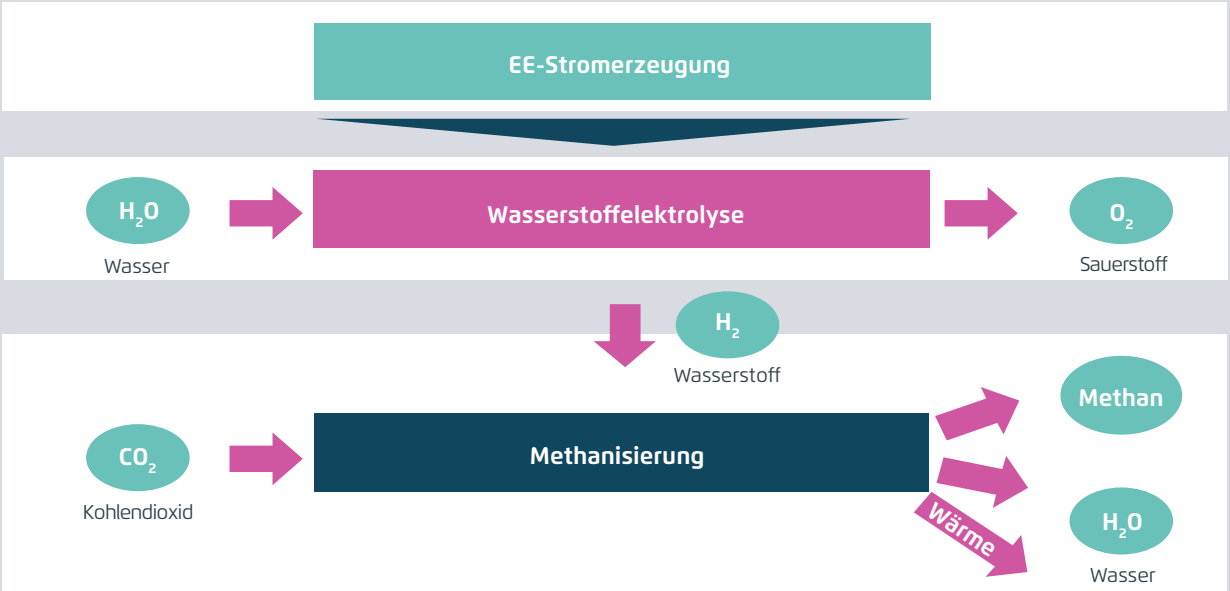 EE-Stromerzeugung
H₂O
Wasserstoffelektrolyse
O₂
Wasser
Sauerstoff
H₂
Wasserstoff
Methan
CO₂
Methanisierung
Kohlendioxid
Wärme
H₂O
Wasser